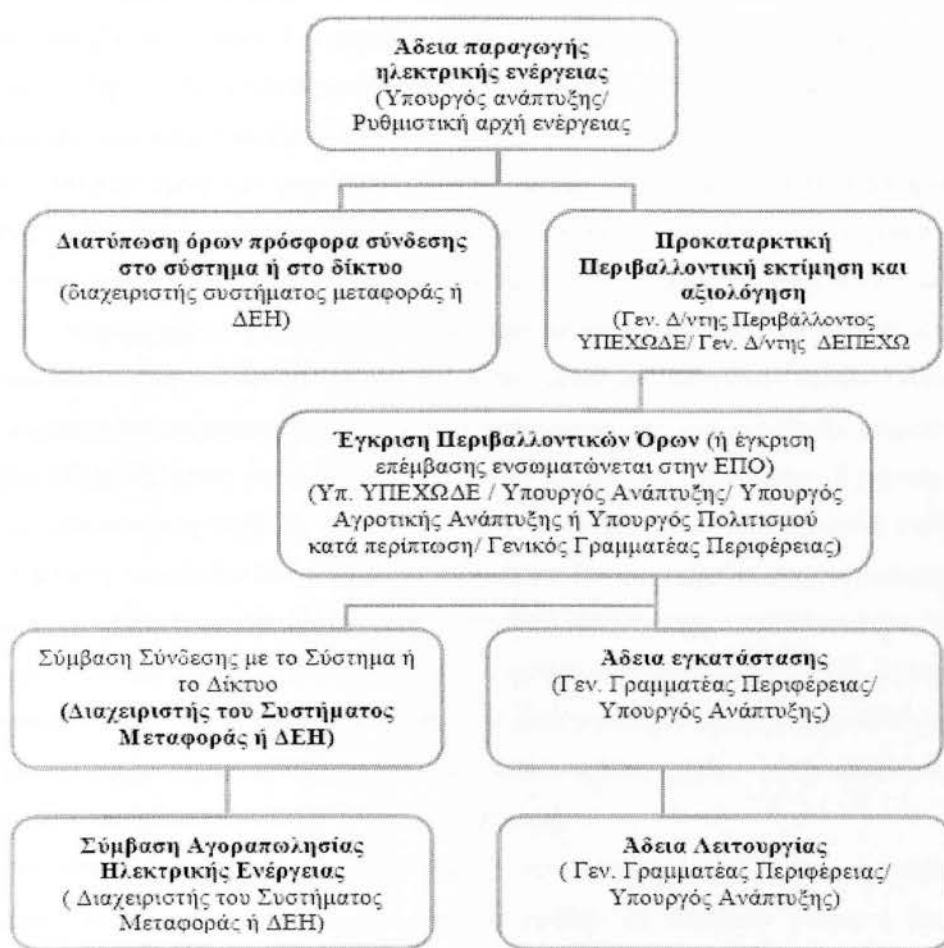 Άδεια παραγωγής
ηλεκτρικής ενέργειας
(Υπουργός ανάπτυξης/
Ρυθμιστική αρχή ενέργειας
Διατύπωση όρων πρόσφορα σύνδεσης
στο σύστημα ή στο δίκτυο
(διαχειριστής συστήματος μεταφοράς ή
ΔΕΗ)
Προκαταρκτική
Περιβαλλοντική εκτίμηση και
αξιολόγηση
(Γεν. Δ/ντης Περιβάλλοντος
ΥΠΕΧΩΔΕ/ Γεν. Δ/ντης ΔΕΠΕΧΩ
Έγκριση Περιβαλλοντικών Όρων (ή έγκριση
επέμβασης ενσωματώνεται στην ΕΠΟ)
(Υπ. ΥΠΕΧΩΔΕ / Υπουργός Ανάπτυξης/ Υπουργός
Αγροτικής Ανάπτυξης ή Υπουργός Πολιτισμού
κατά περίπτωση/ Γενικός Γραμματέας Περιφέρειας)
Σύμβαση Σύνδεσης με το Σύστημα ή
το Δίκτυο
(Διαχειριστής του Συστήματος
Μεταφοράς ή ΔΕΗ)
Άδεια εγκατάστασης
(Γεν. Γραμματέας Περιφέρειας/
Υπουργός Ανάπτυξης)
Σύμβαση Αγοραπωλησίας
Ηλεκτρικής Ενέργειας
( Διαχειριστής του Συστήματος
Μεταφοράς ή ΔΕΗ)
Άδεια Λειτουργίας
( Γεν. Γραμματέας Περιφέρειας/
Υπουργός Ανάπτυξης)